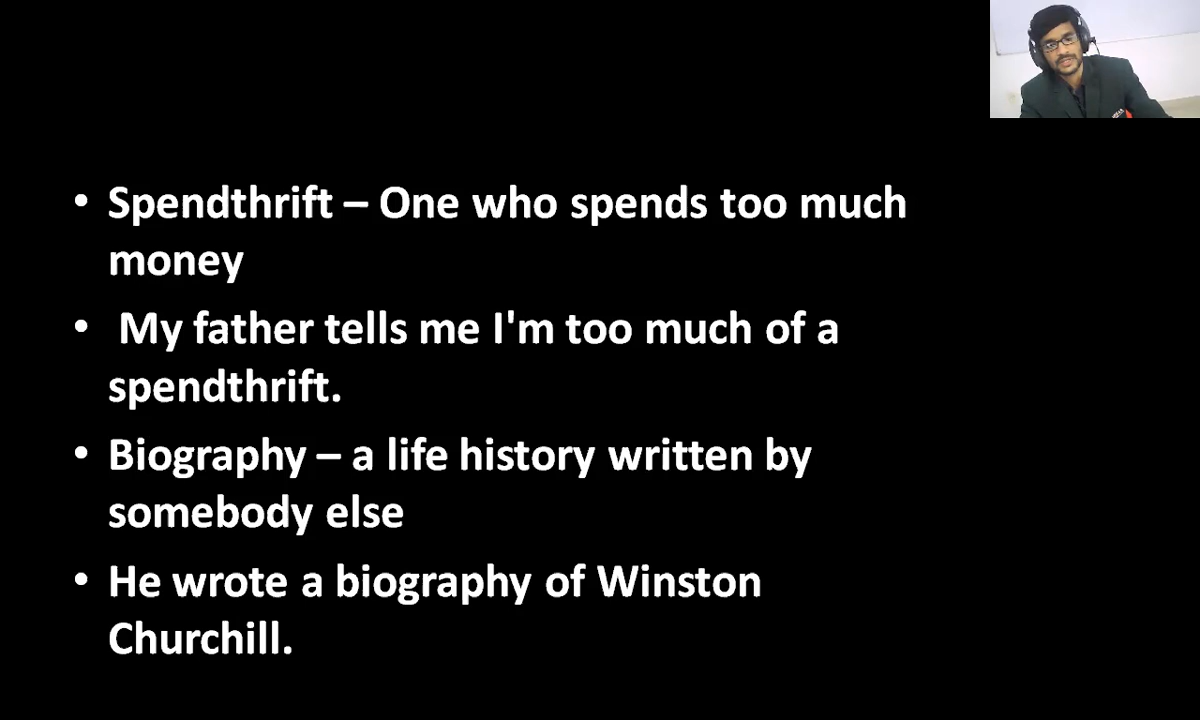 • Spendthrift – One who spends too much
money
• My father tells me I'm too much of a
spendthrift.
• Biography – a life history written by
somebody else
• He wrote a biography of Winston
Churchill.